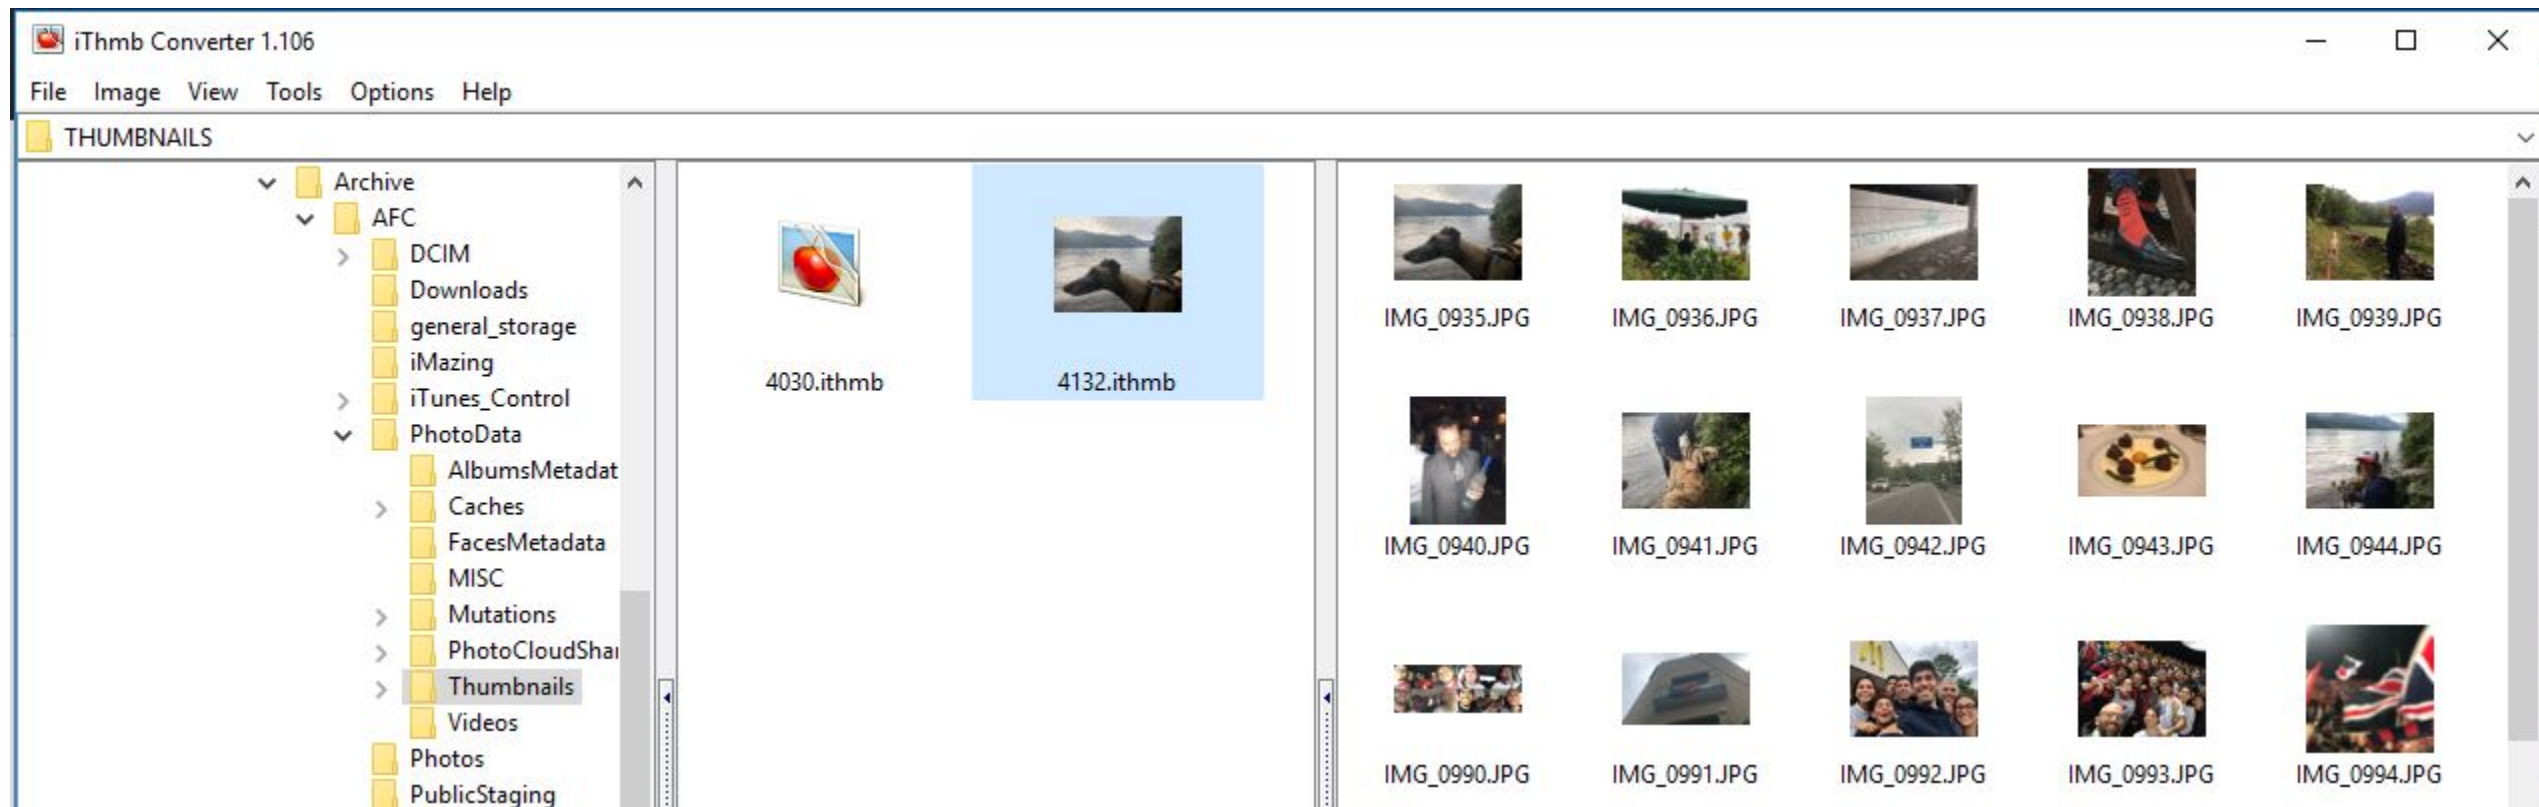 iThmb Converter 1.106
File Image View Tools Options Help
THUMBNAILS
Archive
AFC
DCIM
Downloads
general_storage
iMazing
iTunes_Control
PhotoData
AlbumsMetadat
Caches
FacesMetadata
MISC
Mutations
PhotoCloudShar
Thumbnails
Videos
Photos
PublicStaging
4030.ithmb 4132.ithmb
IMG_0935.JPG IMG_0936.JPG IMG_0937.JPG IMG_0938.JPG IMG_0939.JPG
IMG_0940.JPG IMG_0941.JPG IMG_0942.JPG IMG_0943.JPG IMG_0944.JPG
IMG_0990.JPG IMG_0991.JPG IMG_0992.JPG IMG_0993.JPG IMG_0994.JPG